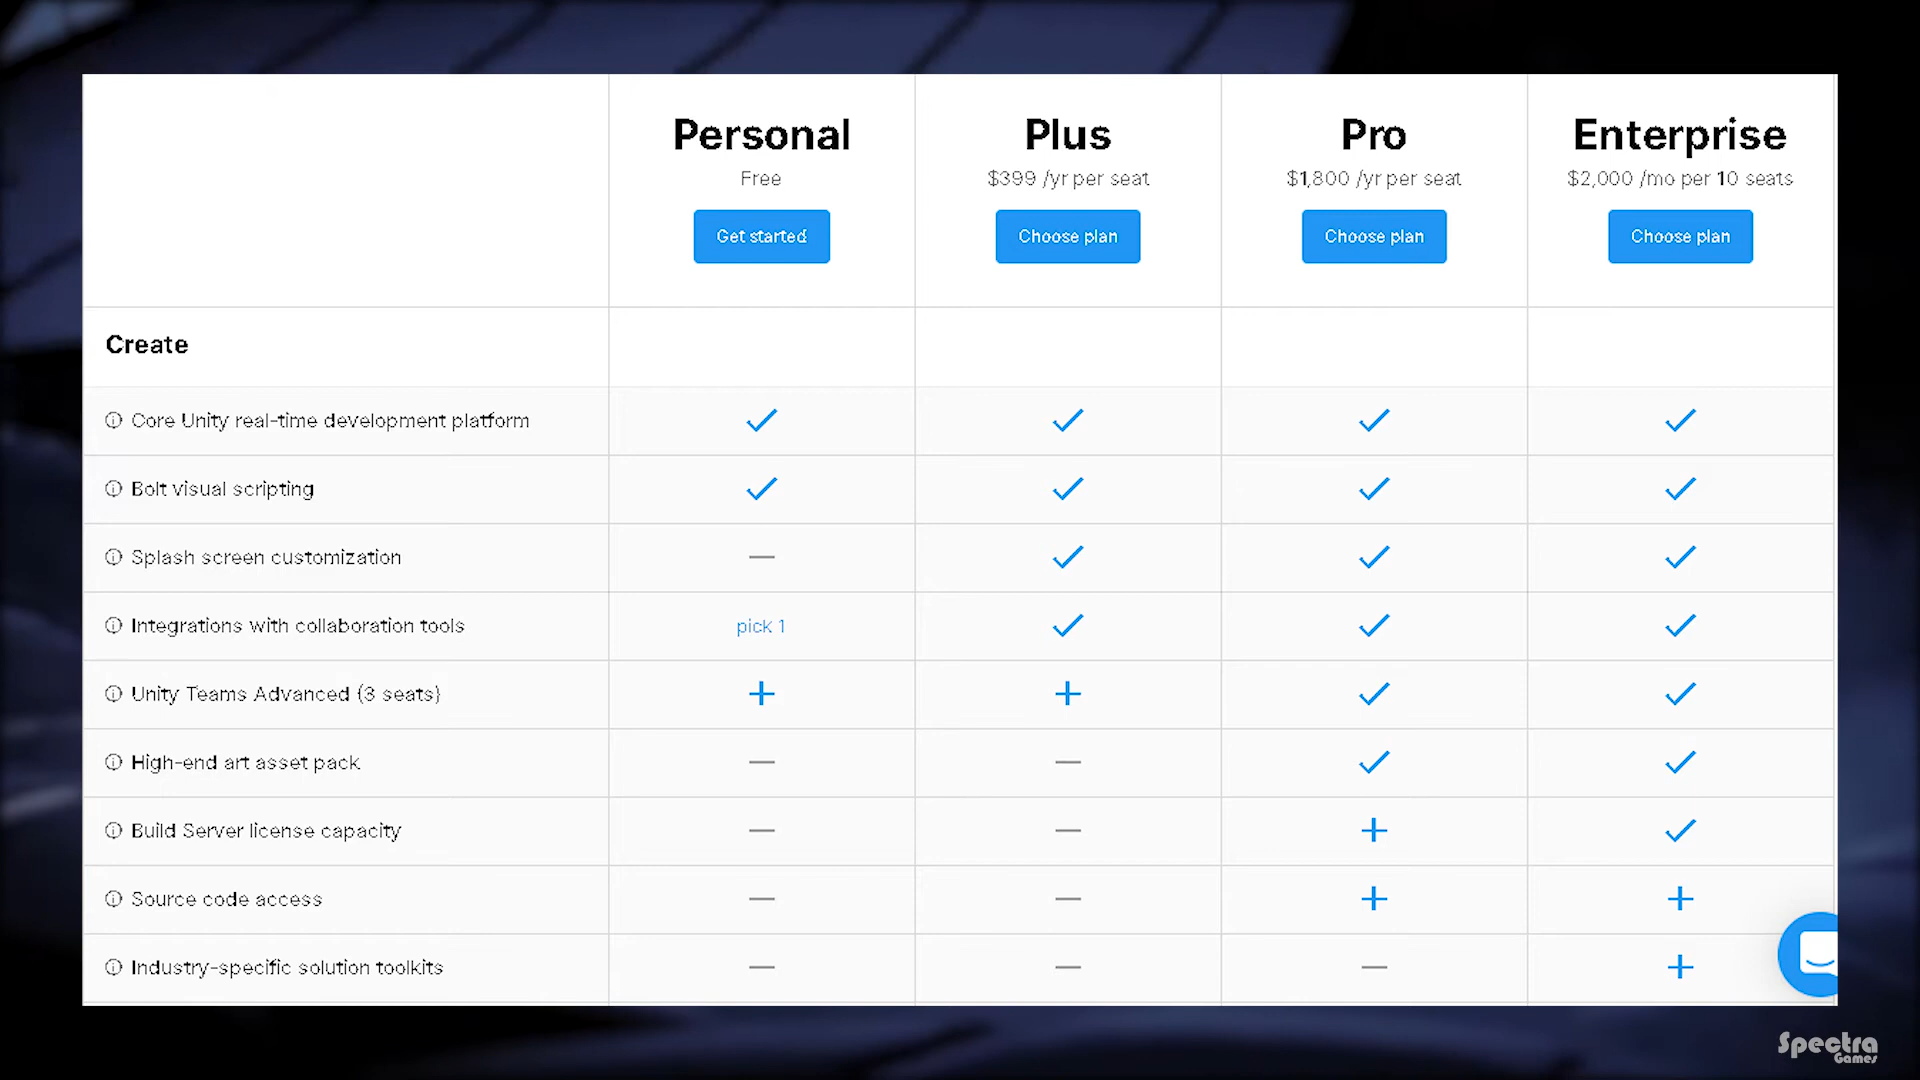 Personal
Plus
Pro
Enterprise
Free
$399 /yr per seat
$1,800 /yr per seat
$2,000 /mo per 10 seats
Get started
Choose plan
Choose plan
Choose plan
Create
Core Unity real-time development platform
Bolt visual scripting
Splash screen customization
Integrations with collaboration tools
pick 1
Unity Teams Advanced (3 seats)
High-end art asset pack
Build Server license capacity
Source code access
Industry-specific solution toolkits
Spectra
Games